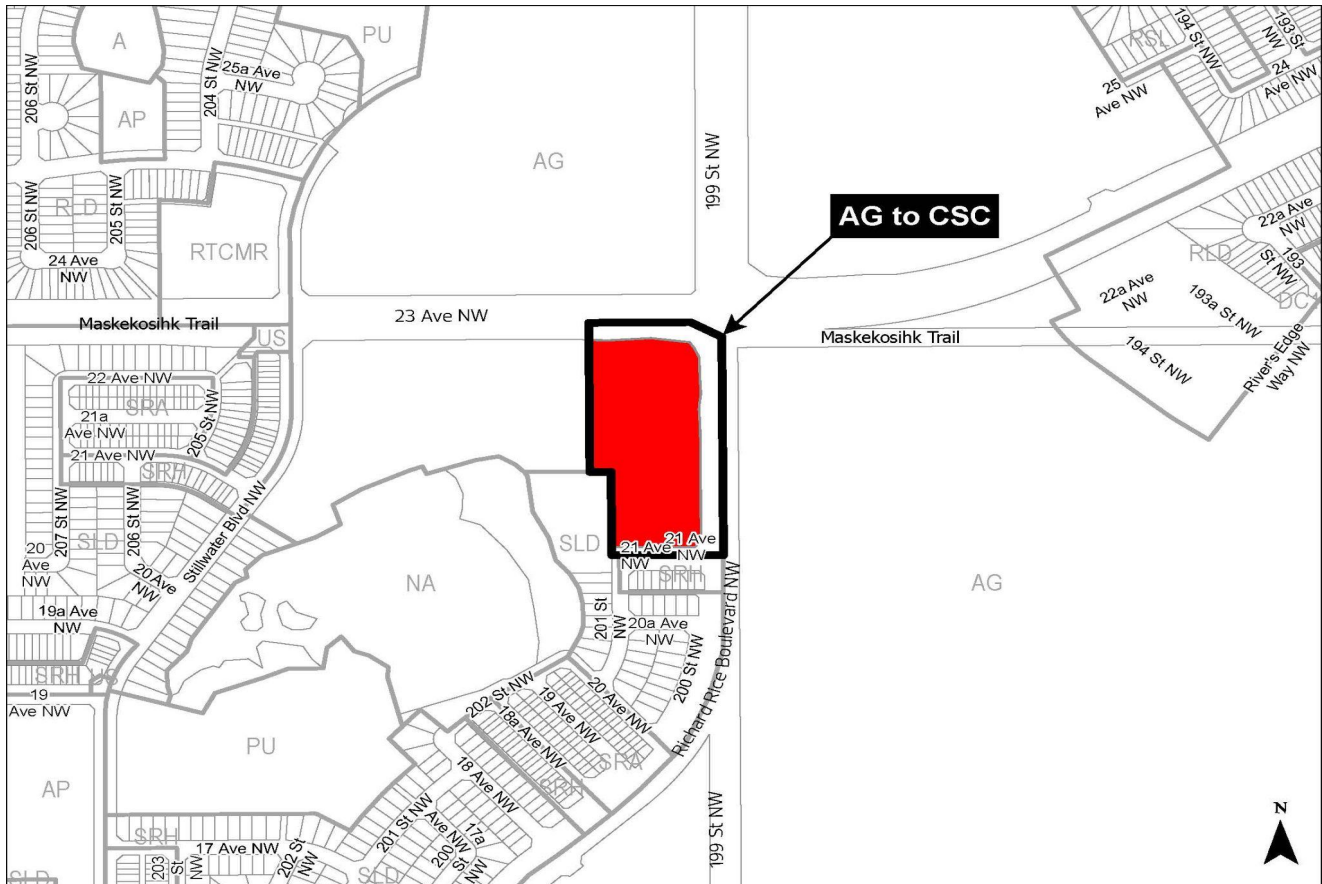 A
PU
206 St NW
AP
204 St NW
25a Ave
NW
RSL
194 St NW
193 St
NW
24
Ave NW
25
Ave NW
AG
199 St NW
AG to CSC
206 St NW
RLD
205 St NW
24 Ave
NW
RTCMR
22a Ave
NW
RLD
193
St NW
DC1
22a Ave
NW
193a St NW
194 St NW
River's Edge
Way NW
Maskekosihk Trail
23 Ave NW
Maskekosihk Trail
US
22 Ave NW
SRA
21a
Ave NW
205 St NW
21 Ave NW
SRH
207 St NW
206 St NW
SLD
Stillwater Blvd NW
20
Ave
NW
20 Ave
NW
19a Ave
NW
SRH
US
19
Ave NW
NA
SLD
21 Ave
NW
21 Ave
NW
SRH
AG
201 St
NW
20a Ave
NW
200 St NW
Richard Rice Boulevard NW
202 St NW
20 Ave NW
19 Ave NW
18a Ave NW
SRA
SRH
PU
AP
18 Ave NW
SRH
17 Ave NW
201 St NW
17a
Ave NW
200
St NW
199 St NW
SLD
203
St
NW
202 St
NW
SLD
N